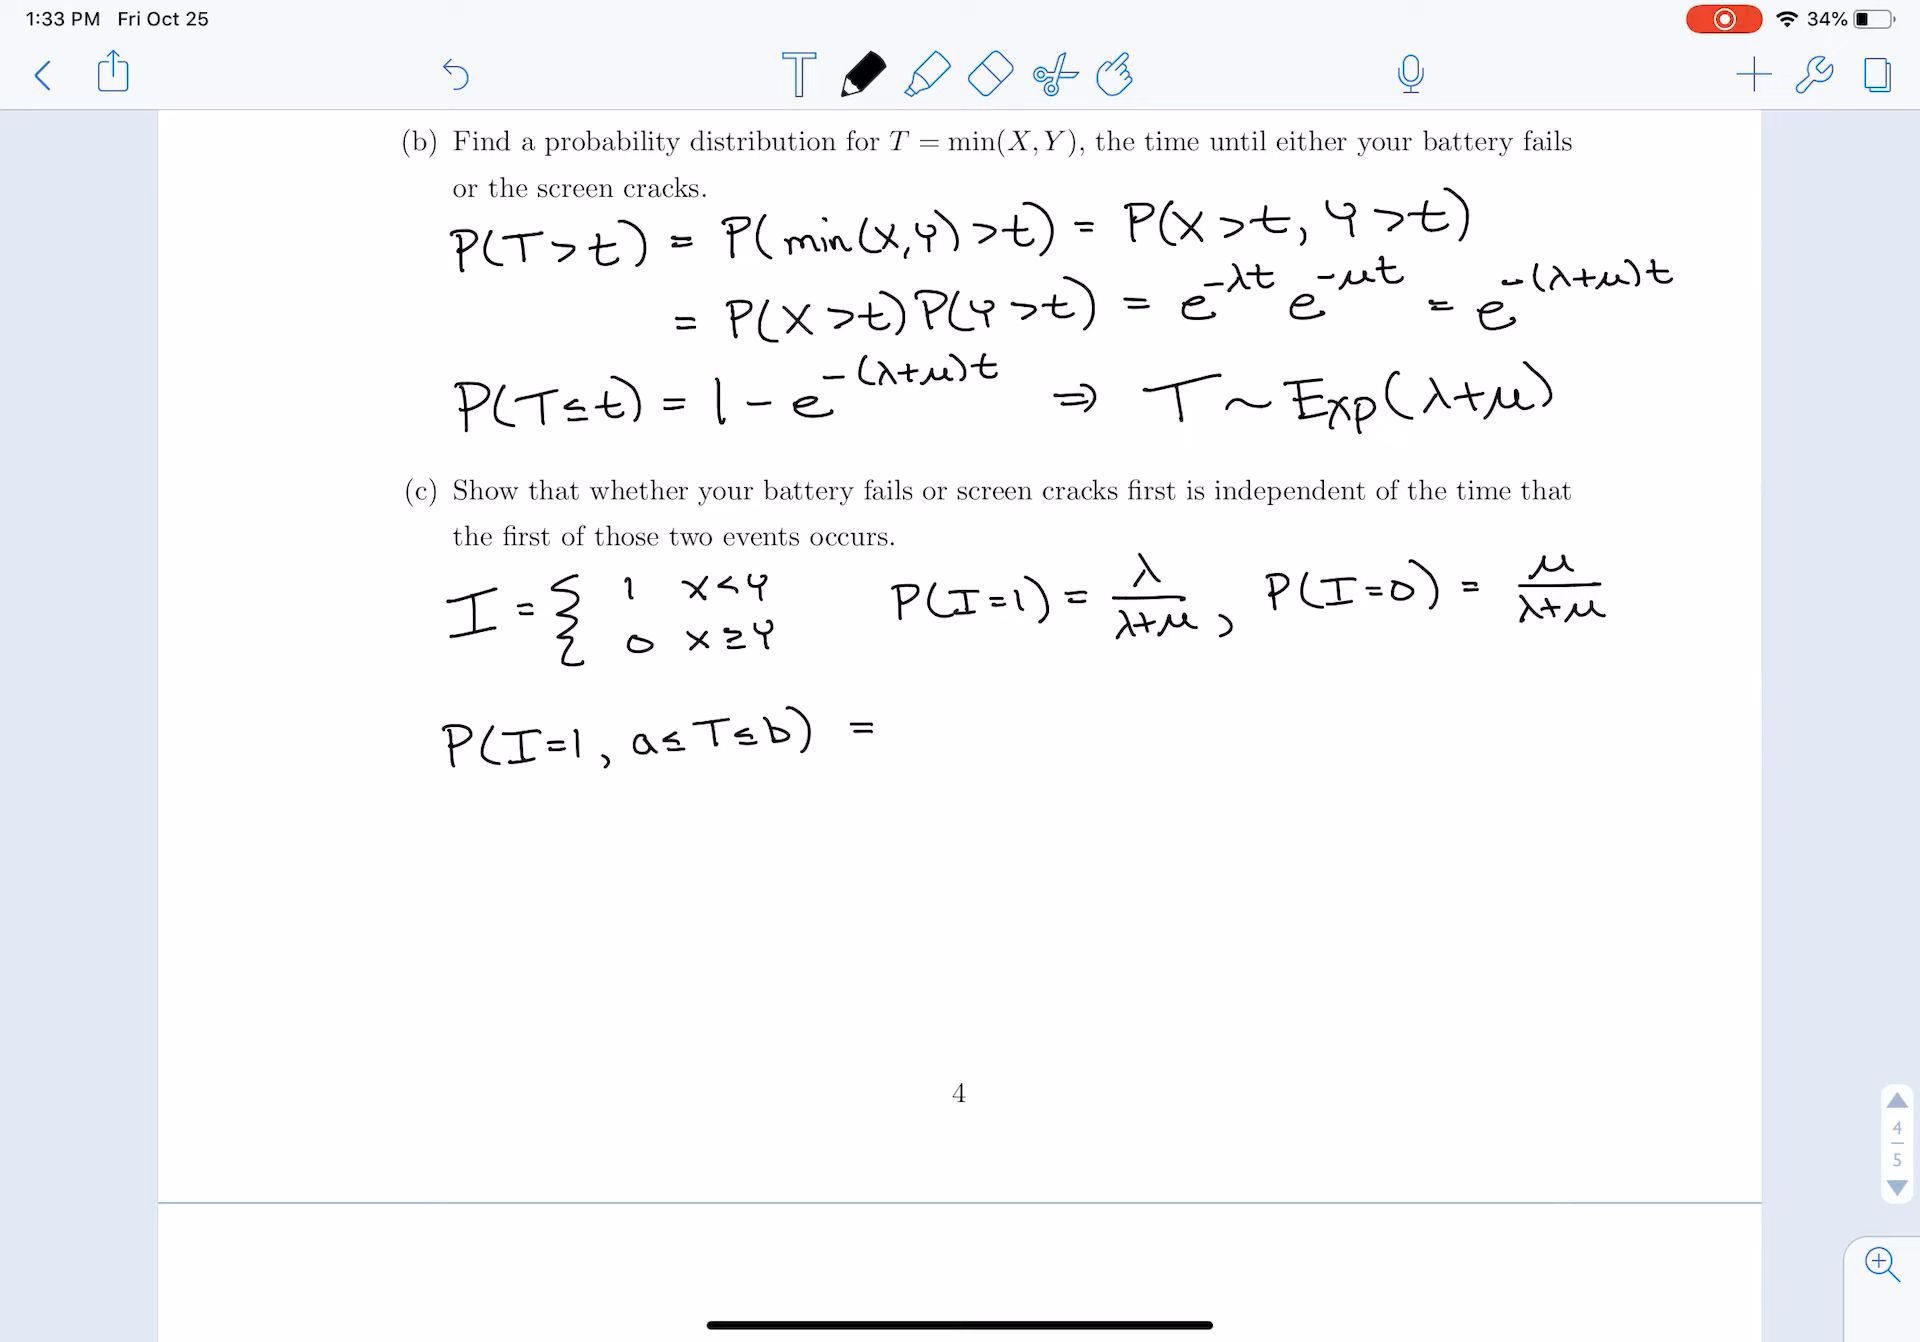 1:33 PM Fri Oct 25
34%
T
(b) Find a probability distribution for T = min(X, Y), the time until either your battery fails
or the screen cracks.
P(T>t) = P(min(X,Y)>t) = P(X>t, Y>t)
= P(X>t)P(Y>t) = e^{-λt} e^{-μt} = e^{-(λ+μ)t}
P(T≤t) = 1 - e^{-(λ+μ)t} ⇒ T ~ Exp(λ+μ)
(c) Show that whether your battery fails or screen cracks first is independent of the time that
the first of those two events occurs.
I = { 1 X<Y
0 X≥Y
P(I=1) = λ/(λ+μ), P(I=0) = μ/(λ+μ)
P(I=1, a≤T≤b) =
4
4
5